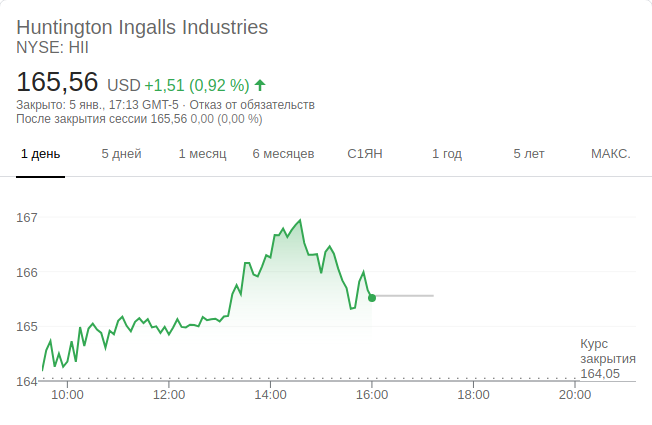 Huntington Ingalls Industries
NYSE: HII
165,56 USD +1,51 (0,92 %)
Закрыто: 5 янв., 17:13 GMT-5 · Отказ от обязательств
После закрытия сессии 165,56 0,00 (0,00 %)
1 день 5 дней 1 месяц 6 месяцев С1ЯН 1 год 5 лет МАКС.
167
166
165
Курс
закрытия
164,05
164
10:00 12:00 14:00 16:00 18:00 20:00